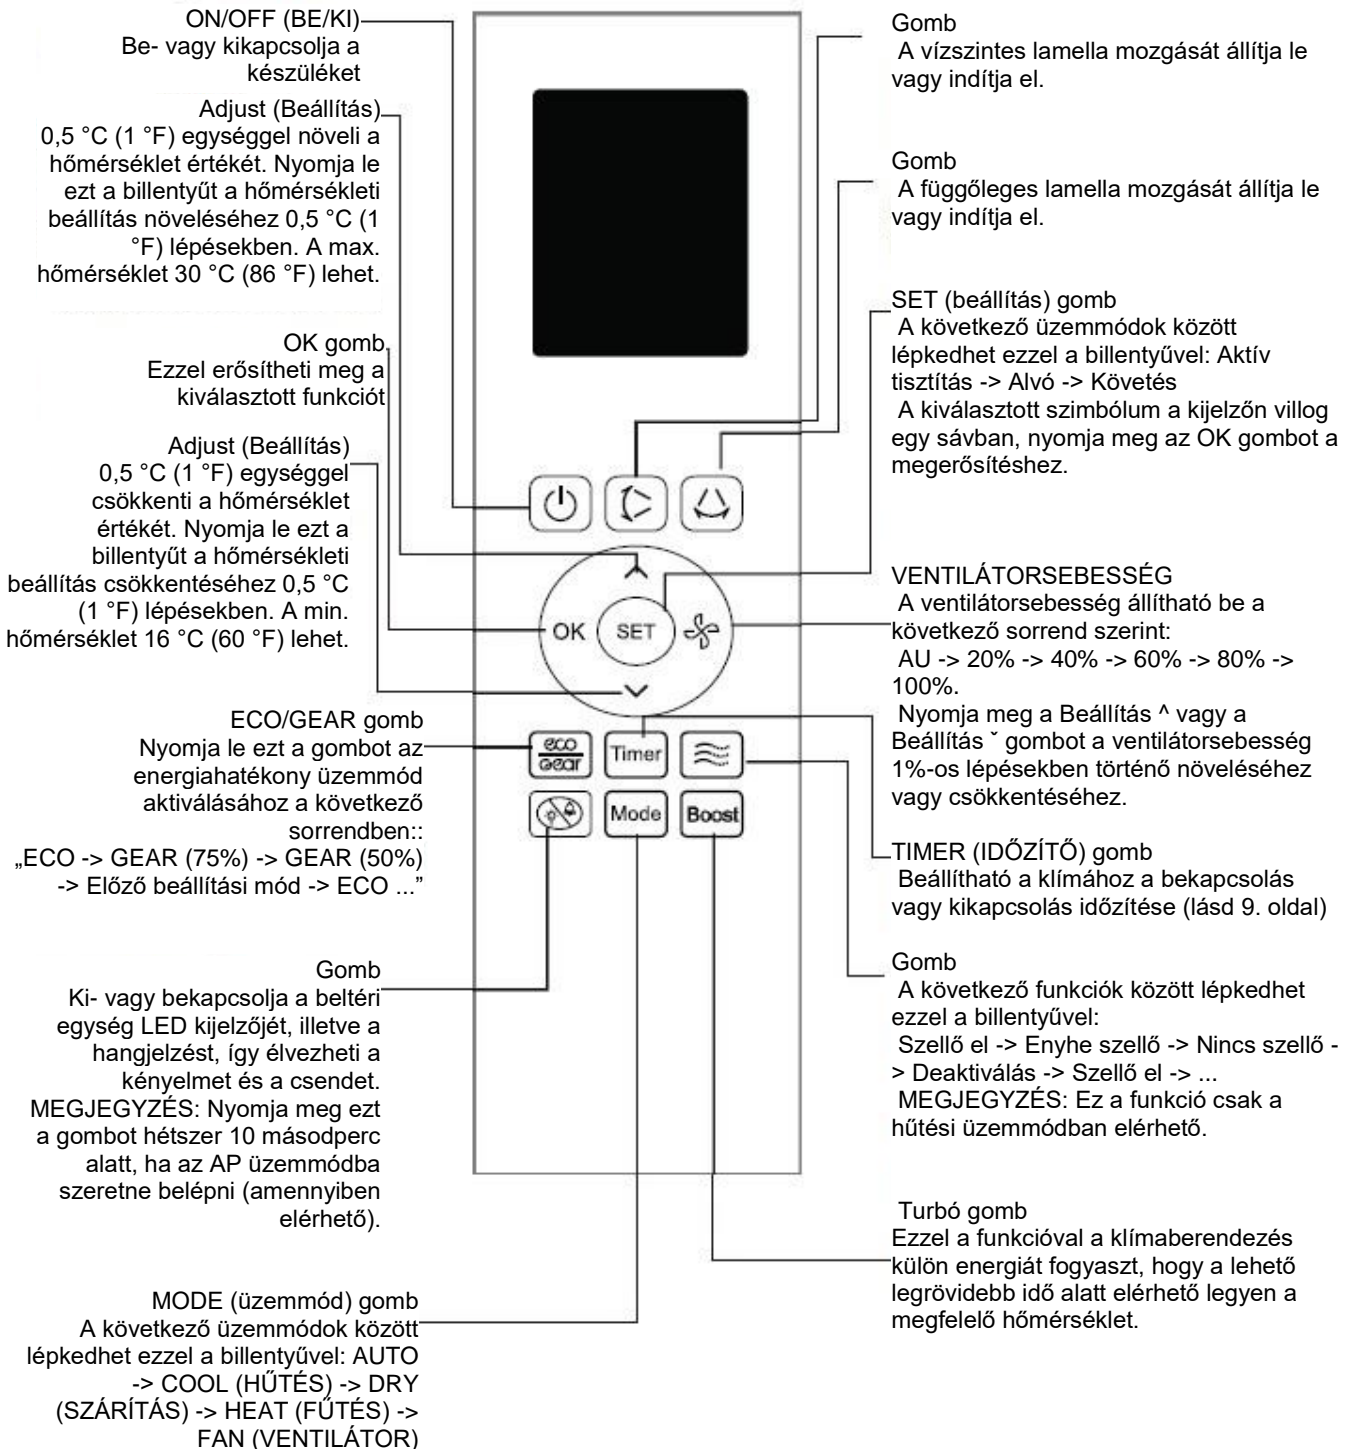 ON/OFF (BE/KI)
Be- vagy kikapcsolja a
készüléket
Adjust (Beállítás)
0,5 °C (1 °F) egységgel növeli a
hőmérséklet értékét. Nyomja le
ezt a billentyűt a hőmérsékleti
beállítás növeléséhez 0,5 °C (1
°F) lépésekben. A max.
hőmérséklet 30 °C (86 °F) lehet.
OK gomb
Ezzel erősítheti meg a
kiválasztott funkciót
Adjust (Beállítás)
0,5 °C (1 °F) egységgel
csökkenti a hőmérséklet
értékét. Nyomja le ezt a
billentyűt a hőmérsékleti
beállítás csökkentéséhez 0,5 °C
(1 °F) lépésekben. A min.
hőmérséklet 16 °C (60 °F) lehet.
ECO/GEAR gomb
Nyomja le ezt a gombot az
energiahatékony üzemmód
aktiválásához a következő
sorrendben::
„ECO -> GEAR (75%) -> GEAR (50%)
-> Előző beállítási mód -> ECO ...”
Gomb
Ki- vagy bekapcsolja a beltéri
egység LED kijelzőjét, illetve a
hangjelzést, így élvezheti a
kényelmet és a csendet.
MEGJEGYZÉS: Nyomja meg ezt
a gombot hétszer 10 másodperc
alatt, ha az AP üzemmódba
szeretne belépni (amennyiben
elérhető).
MODE (üzemmód) gomb
A következő üzemmódok között
lépkedhet ezzel a billentyűvel: AUTO
-> COOL (HŰTÉS) -> DRY
(SZÁRÍTÁS) -> HEAT (FŰTÉS) ->
FAN (VENTILÁTOR)
OK
SET
eco
Gear
Timer
Mode
Boost
Gomb
A vízszintes lamella mozgását állítja le
vagy indítja el.
Gomb
A függőleges lamella mozgását állítja le
vagy indítja el.
SET (beállítás) gomb
A következő üzemmódok között
lépkedhet ezzel a billentyűvel: Aktív
tisztítás -> Alvó -> Követés
A kiválasztott szimbólum a kijelzőn villog
egy sávban, nyomja meg az OK gombot a
megerősítéshez.
VENTILÁTORSEBESSÉG
A ventilátorsebesség állítható be a
következő sorrend szerint:
AU -> 20% -> 40% -> 60% -> 80% ->
100%.
Nyomja meg a Beállítás ^ vagy a
Beállítás ˇ gombot a ventilátorsebesség
1%-os lépésekben történő növeléséhez
vagy csökkentéséhez.
TIMER (IDŐZÍTŐ) gomb
Beállítható a klímához a bekapcsolás
vagy kikapcsolás időzítése (lásd 9. oldal)
Gomb
A következő funkciók között lépkedhet
ezzel a billentyűvel:
Szellő el -> Enyhe szellő -> Nincs szellő -
> Deaktiválás -> Szellő el -> ...
MEGJEGYZÉS: Ez a funkció csak a
hűtési üzemmódban elérhető.
Turbó gomb
Ezzel a funkcióval a klímaberendezés
külön energiát fogyaszt, hogy a lehető
legrövidebb idő alatt elérhető legyen a
megfelelő hőmérséklet.